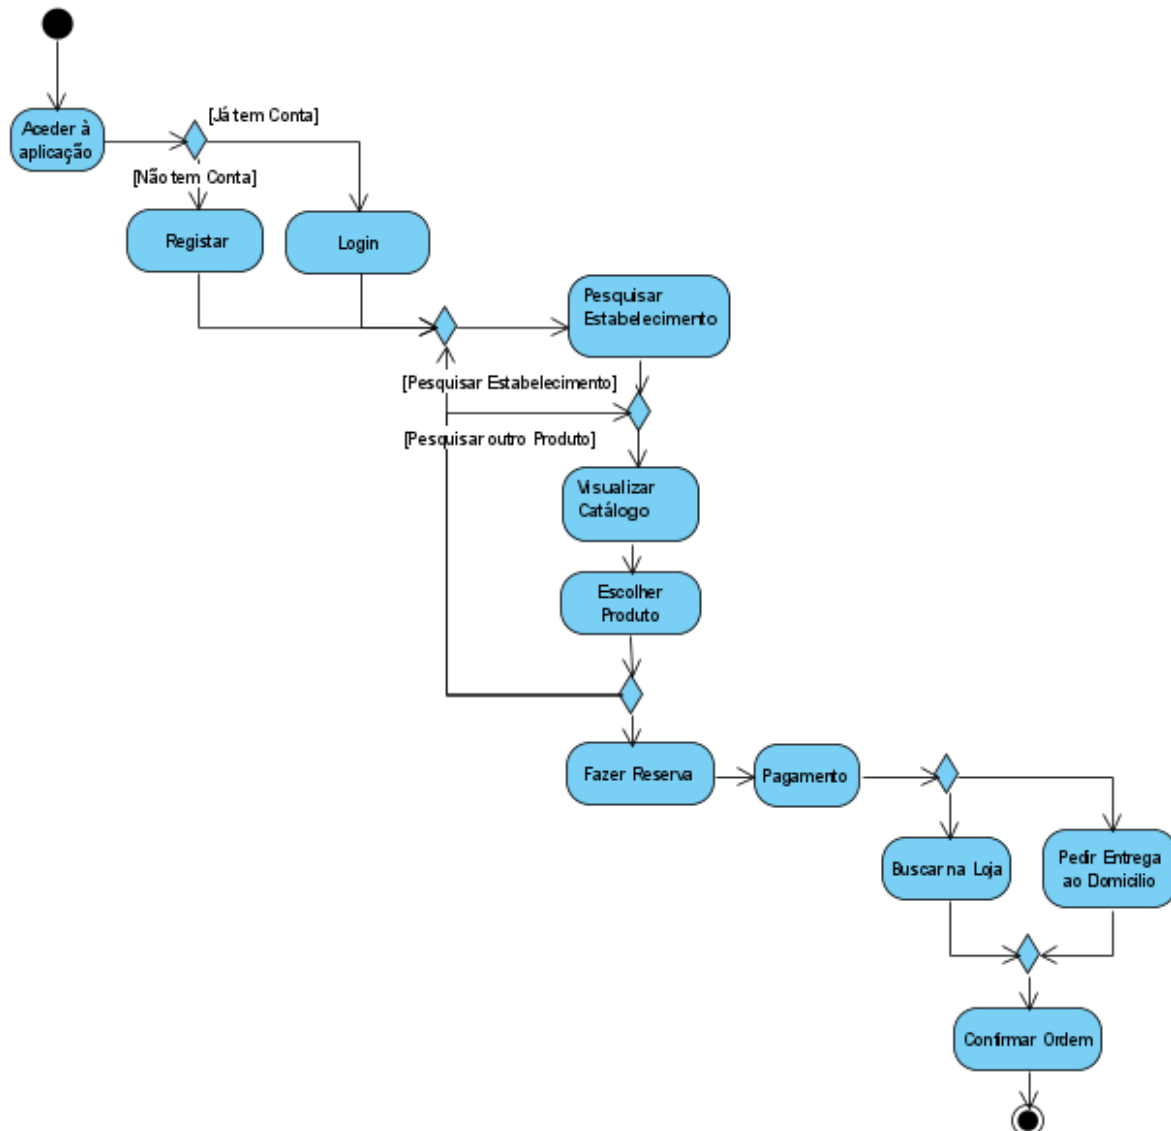 [Já tem Conta]
Aceder à
aplicação
[Não tem Conta]
Registar
Login
Pesquisar
Estabelecimento
[Pesquisar Estabelecimento]
[Pesquisar outro Produto]
Visualizar
Catálogo
Escolher
Produto
Fazer Reserva
Pagamento
Buscar na Loja
Pedir Entrega
ao Domicilio
Confirmar Ordem